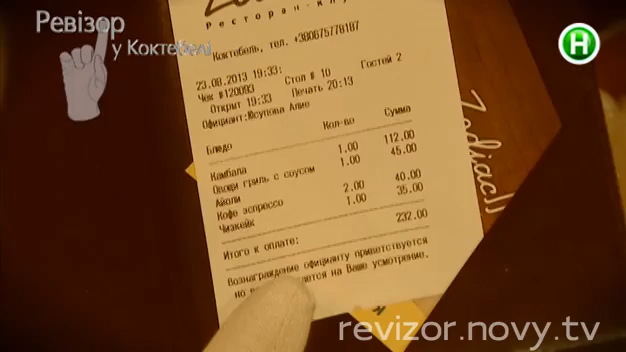 Ревізор
у Коктебелі
Н
Ресторан-клу
Коктебель, тел. +380675778187
23.08.2013 19:33:
Чек #120093 Стол # 10 Гостей 2
Открыт 19:33 Печать 20:13
Официант:Юсупова Алие
Блюдо Кол-во Сумма
Камбала 1.00 112.00
Овощи гриль с соусом 1.00 45.00
Айоли
Кофе эспрессо 2.00 40.00
Чизкейк 1.00 35.00
Итого к оплате: 232.00
Вознаграждение официанту приветствуется
но на Ваше усмотрение.
Zodiac
revizor.novy.tv